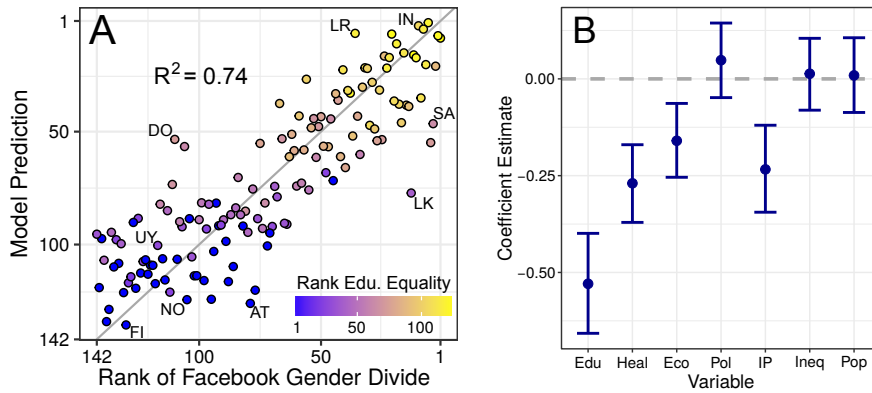 A
R² = 0.74
LR
IN
DO
SA
LK
UY
NO
AT
FI
Rank Edu. Equality
1 50 100
1
50
100
142
Model Prediction
142 100 50 1
Rank of Facebook Gender Divide
B
0.00
−0.25
−0.50
Coefficient Estimate
Edu Heal Eco Pol IP Ineq Pop
Variable